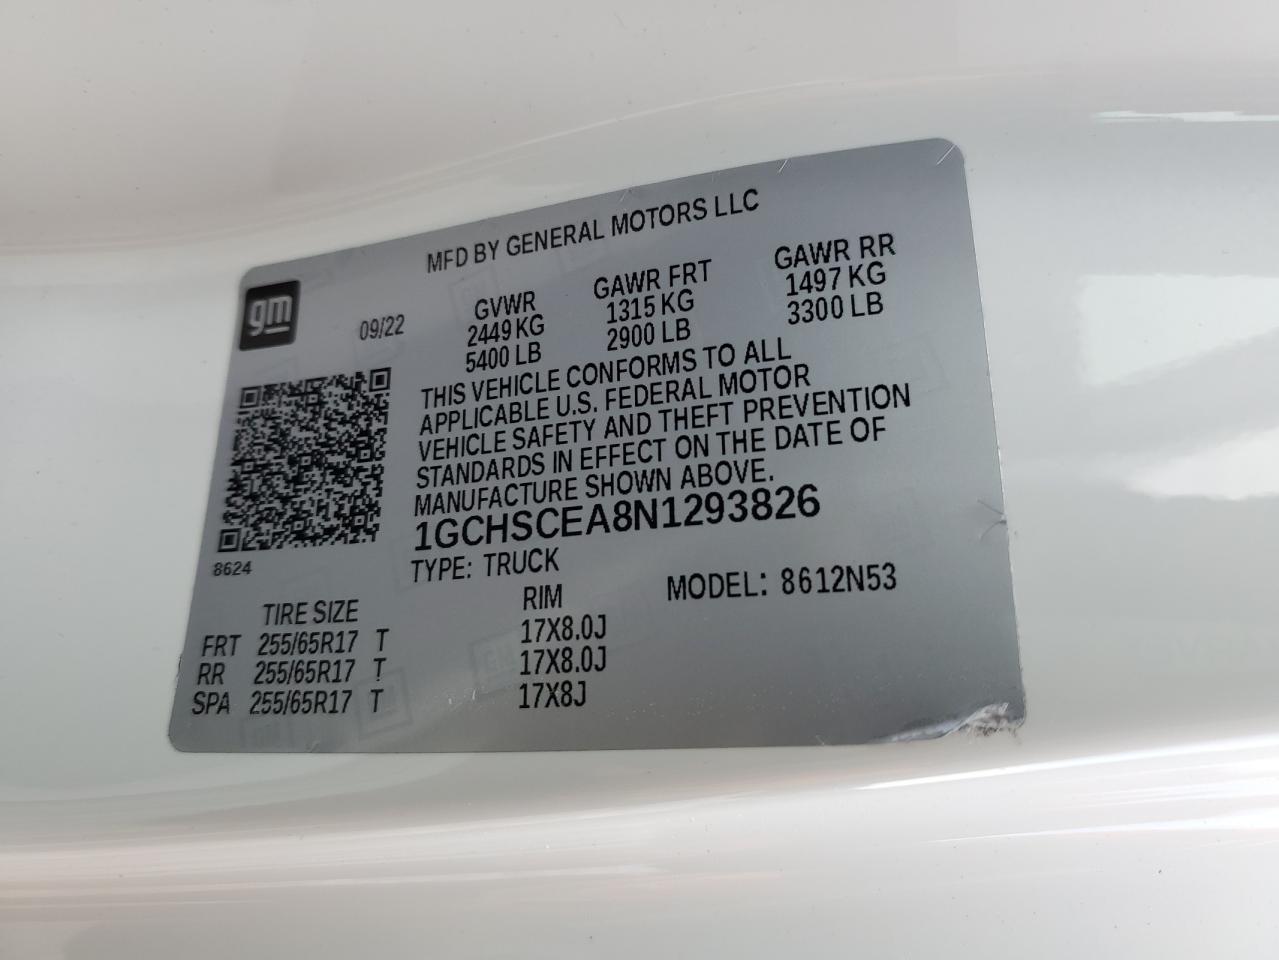 MFD BY GENERAL MOTORS LLC
gm
09/22
GVWR
2449 KG
5400 LB
GAWR FRT
1315 KG
2900 LB
GAWR RR
1497 KG
3300 LB
THIS VEHICLE CONFORMS TO ALL
APPLICABLE U.S. FEDERAL MOTOR
VEHICLE SAFETY AND THEFT PREVENTION
STANDARDS IN EFFECT ON THE DATE OF
MANUFACTURE SHOWN ABOVE.
1GCHSCEA8N1293826
8624
TYPE: TRUCK
MODEL: 8612N53
TIRE SIZE RIM
FRT 255/65R17 T 17X8.0J
RR 255/65R17 T 17X8.0J
SPA 255/65R17 T 17X8J